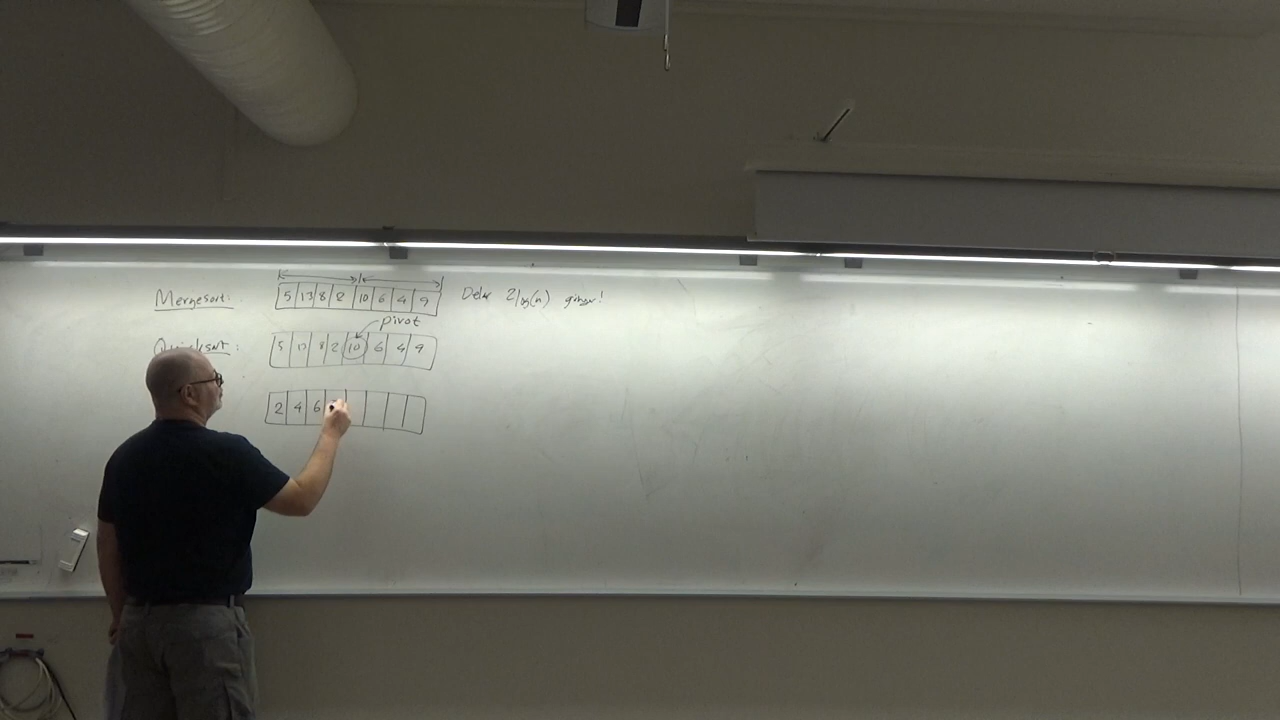 Mergesort:
5 13 8 2 10 6 4 9
Delar 2log(n) gånger!
pivot
Quicksort:
5 13 8 2 10 6 4 9
2 4 6